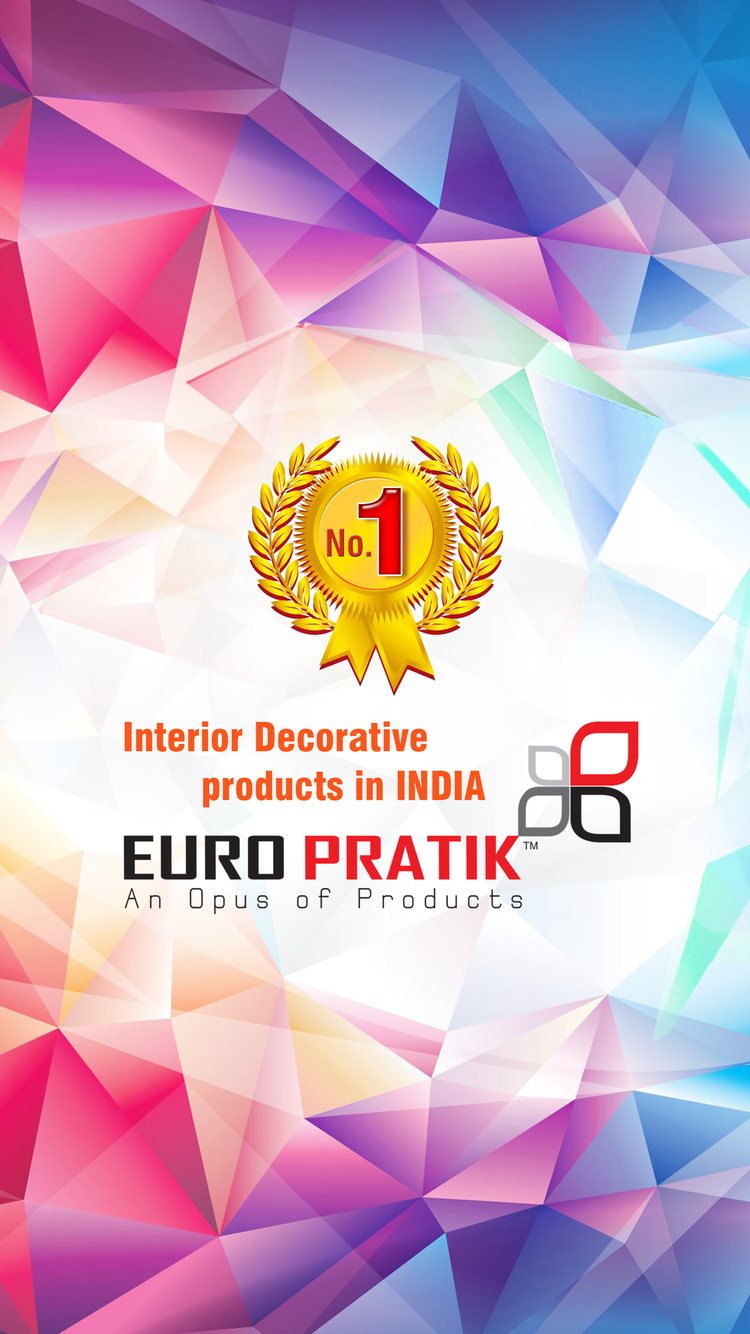 No.1
Interior Decorative
products in INDIA
EURO PRATIK™
An Opus of Products